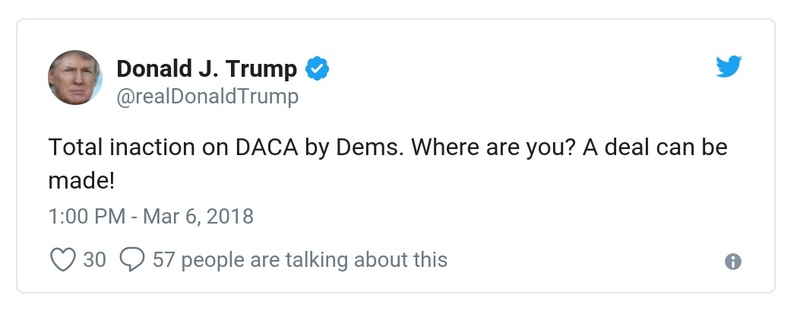 Donald J. Trump
@realDonaldTrump
Total inaction on DACA by Dems. Where are you? A deal can be
made!
1:00 PM - Mar 6, 2018
30 57 people are talking about this